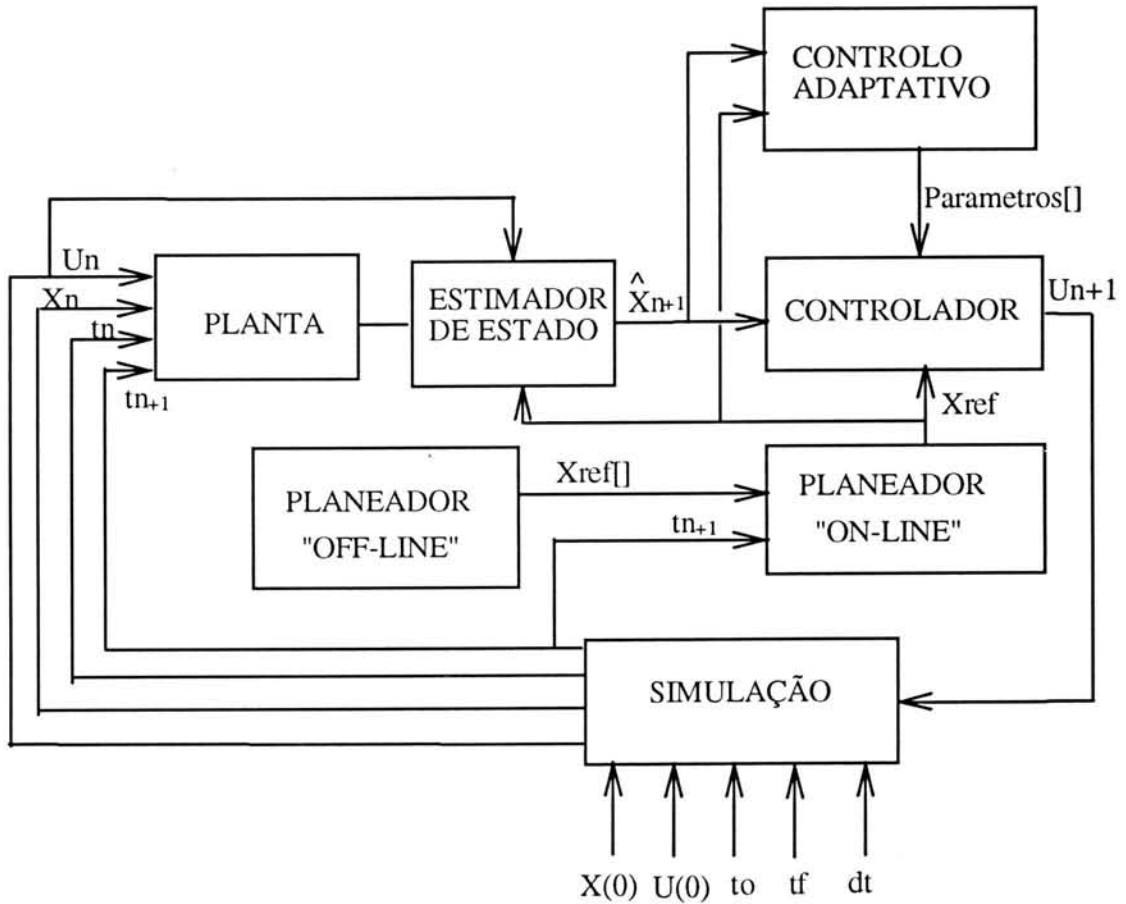 CONTROLO
ADAPTATIVO
Parametros[]
Un
Xn
tn
tn+1
PLANTA
ESTIMADOR
DE ESTADO
X̂n+1
CONTROLADOR
Un+1
Xref
PLANEADOR
"OFF-LINE"
Xref[]
tn+1
PLANEADOR
"ON-LINE"
SIMULAÇÃO
X(0) U(0) to tf dt